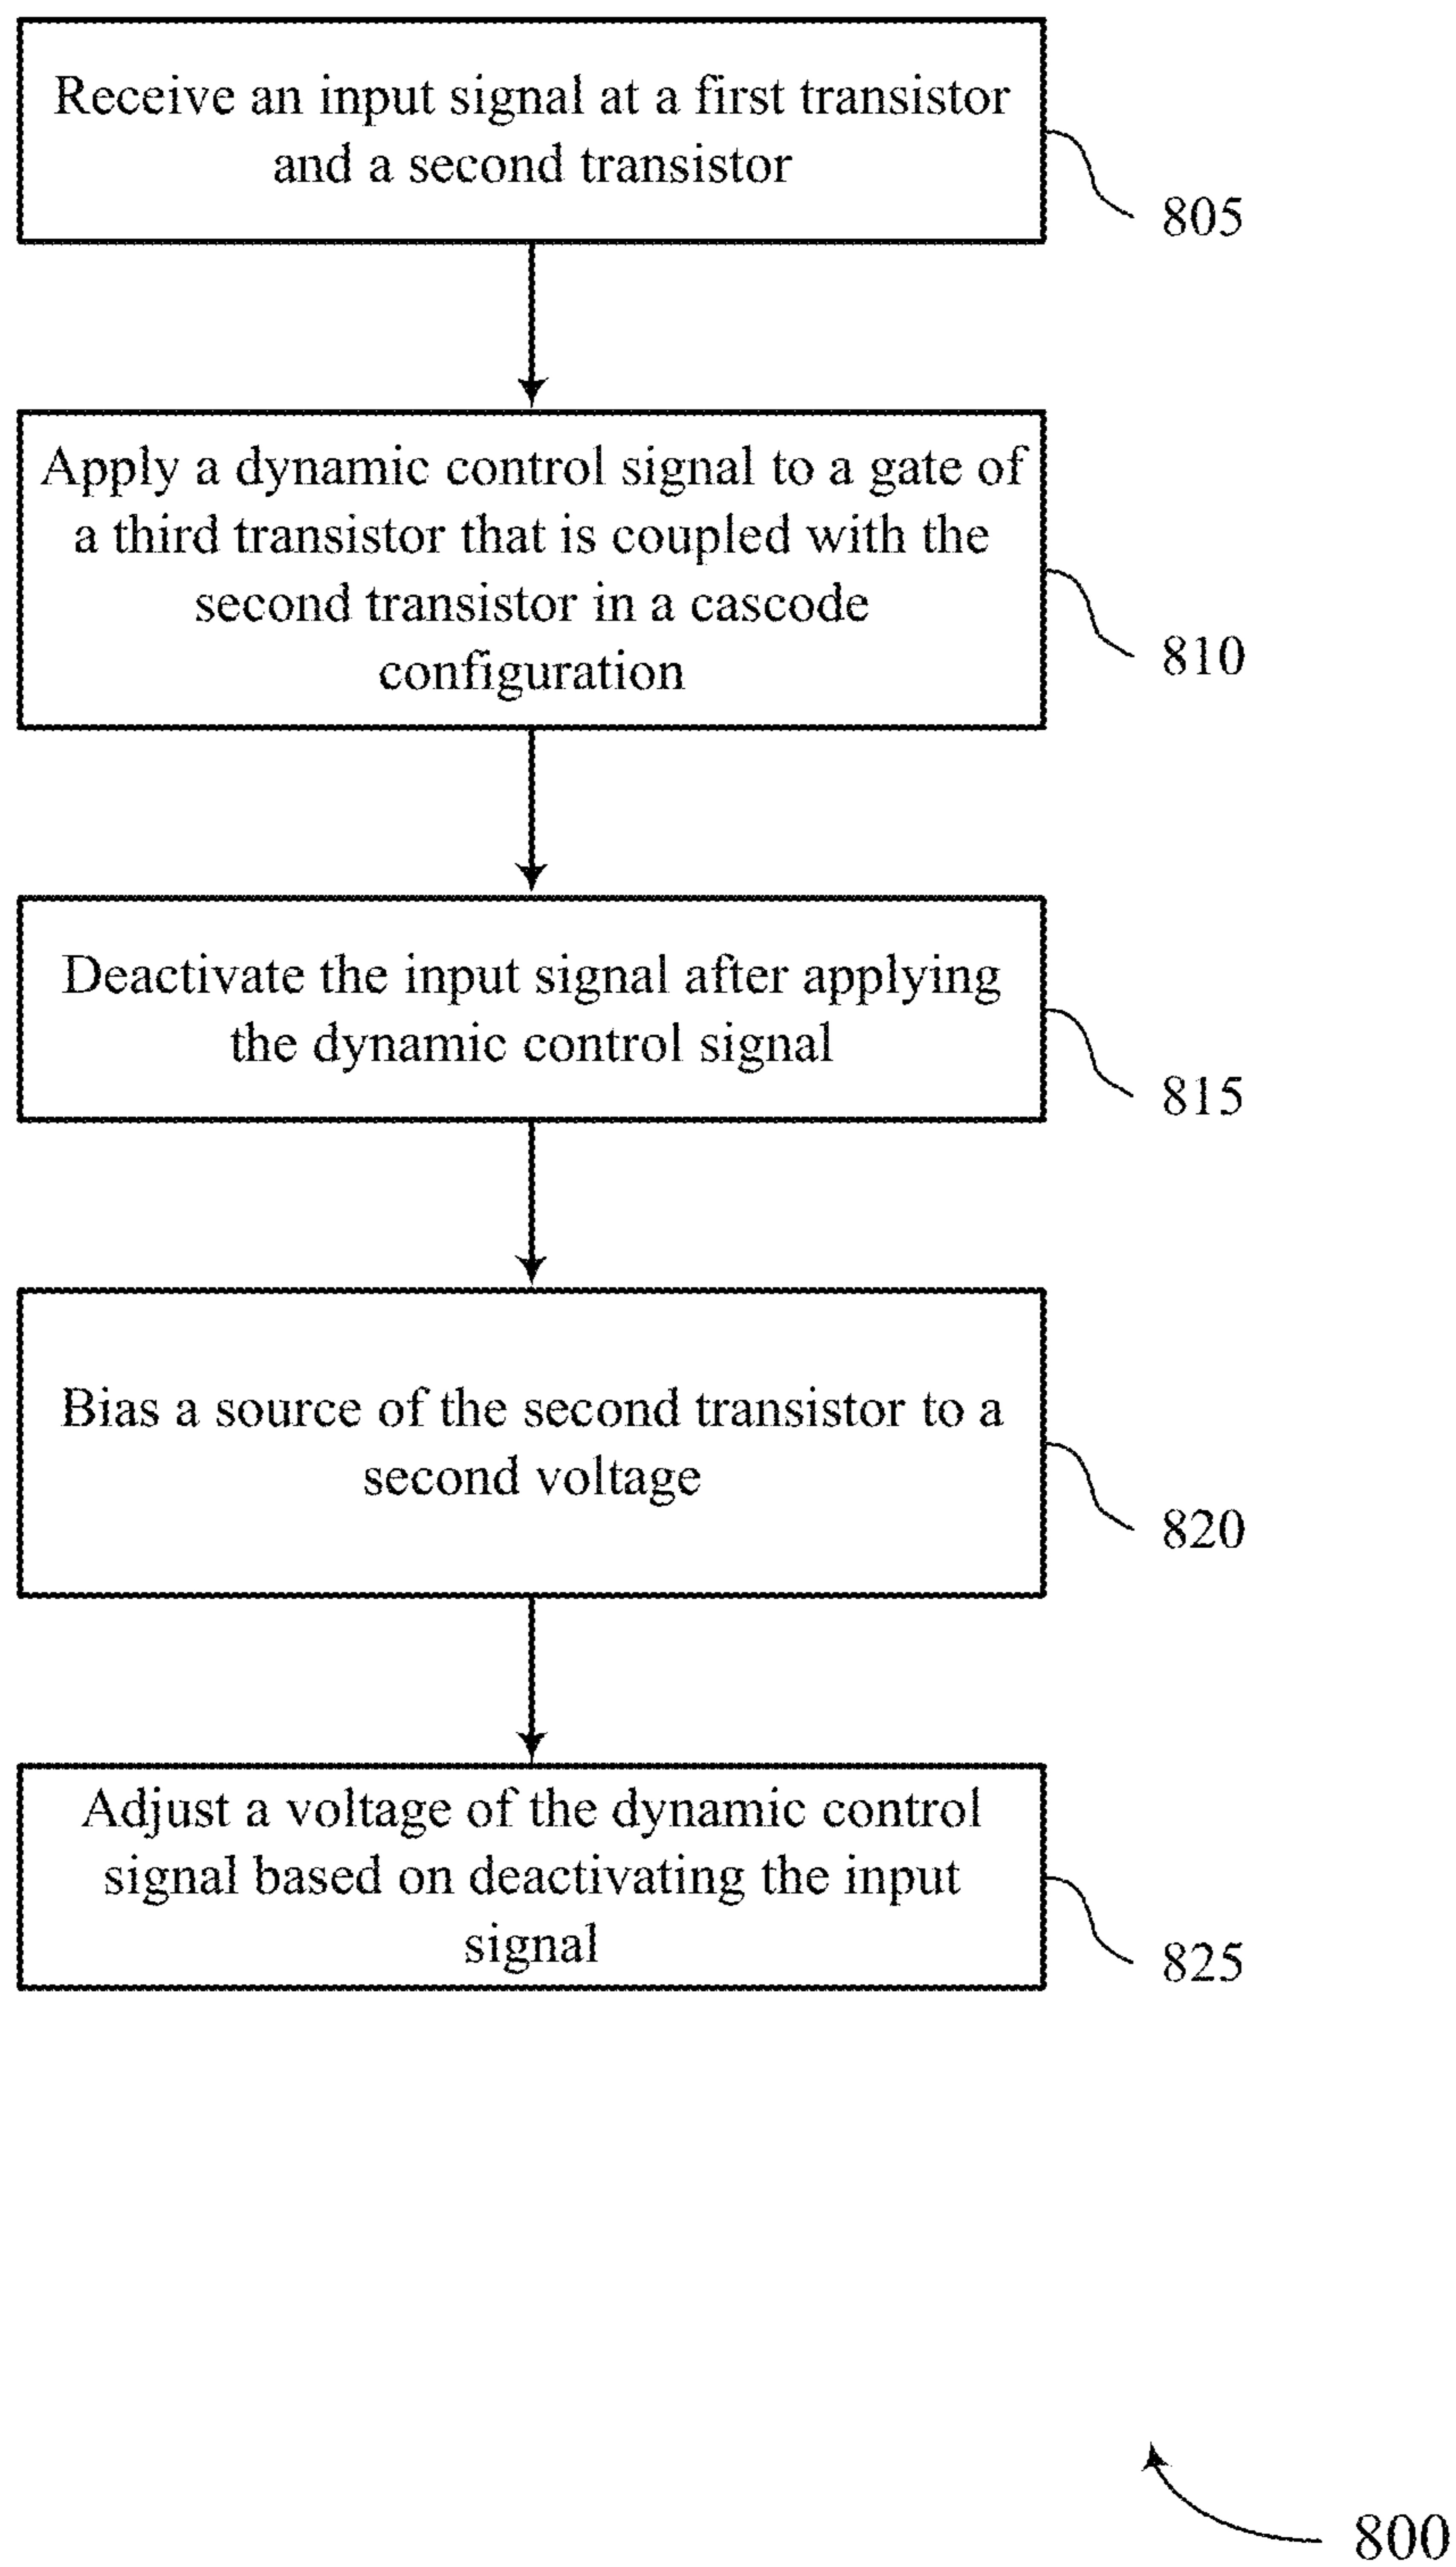 Receive an input signal at a first transistor
and a second transistor
805
Apply a dynamic control signal to a gate of
a third transistor that is coupled with the
second transistor in a cascode
configuration
810
Deactivate the input signal after applying
the dynamic control signal
815
Bias a source of the second transistor to a
second voltage
820
Adjust a voltage of the dynamic control
signal based on deactivating the input
signal
825
800